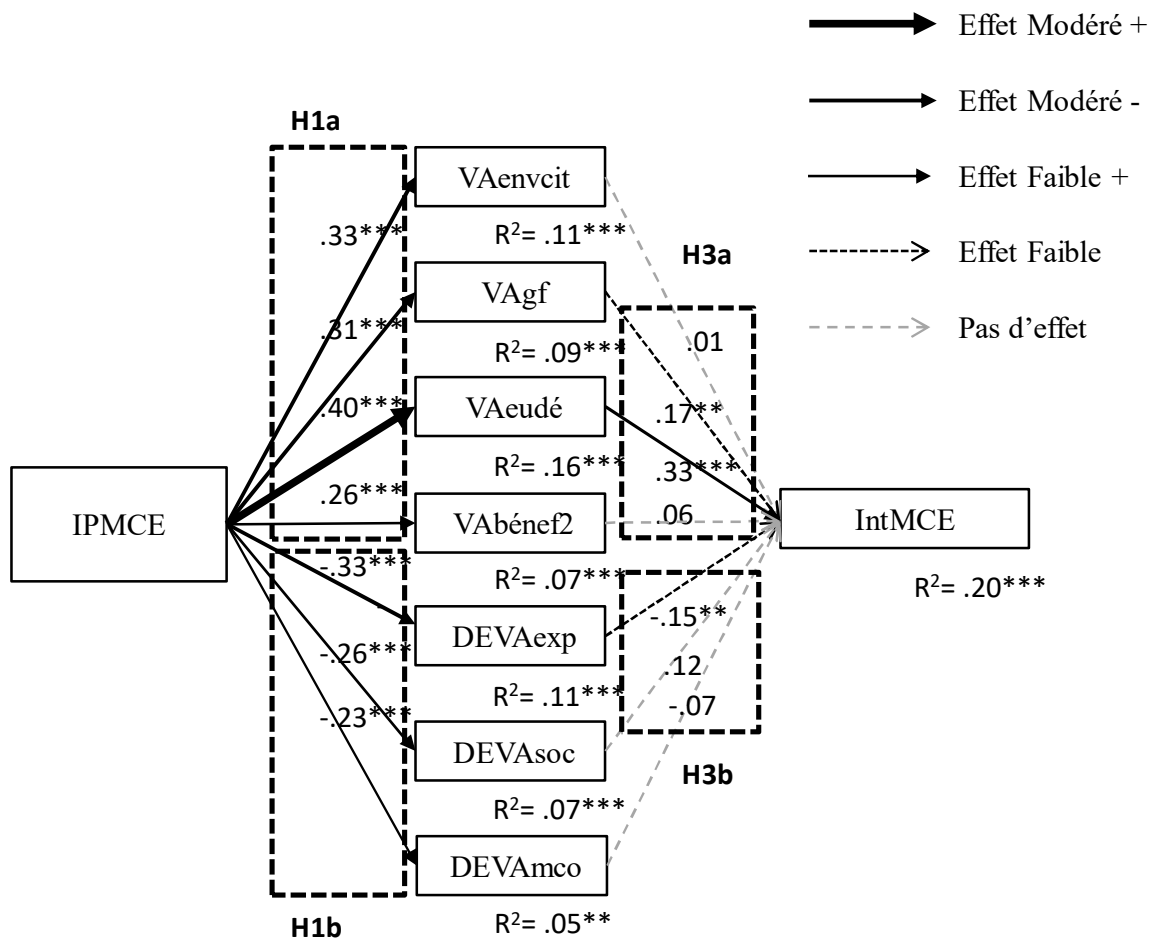 Effet Modéré +
Effet Modéré -
Effet Faible +
Effet Faible
Pas d’effet
H1a
VAenvcit
.33***
R²= .11***
H3a
VAgf
.31***
.01
R²= .09***
VAeudé
.40***
.17**
R²= .16***
.33***
IPMCE
.26***
VAbénef2
.06
IntMCE
-.33***
R²= .07***
R²= .20***
DEVAexp
-.15**
-.26***
.12
R²= .11***
-.07
-.23***
DEVAsoc
H3b
R²= .07***
DEVAmco
H1b
R²= .05**